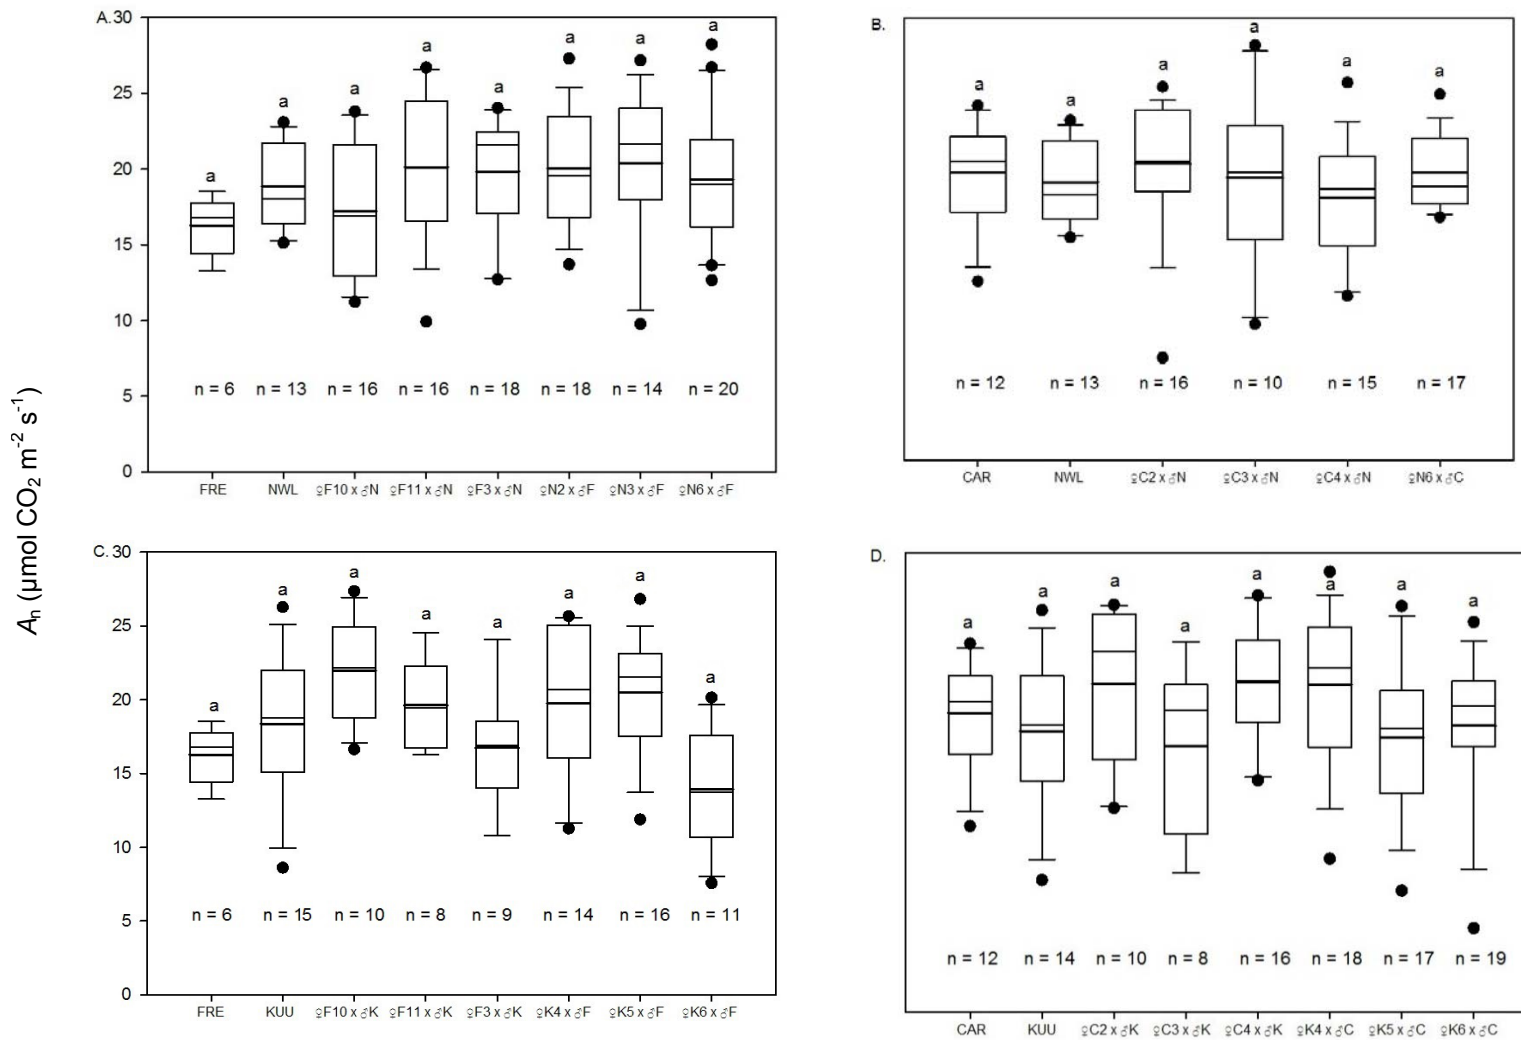 A.
30
25
20
15
10
5
0
a a a a a a a a
n = 6 n = 13 n = 16 n = 16 n = 18 n = 18 n = 14 n = 20
FRE NWL ♀F10 x ♂N ♀F11 x ♂N ♀F3 x ♂N ♀N2 x ♂F ♀N3 x ♂F ♀N6 x ♂F
B.
a a a a a a
n = 12 n = 13 n = 16 n = 10 n = 15 n = 17
CAR NWL ♀C2 x ♂N ♀C3 x ♂N ♀C4 x ♂N ♀N6 x ♂C
An (µmol CO2 m-2 s-1)
C.
30
25
20
15
10
5
0
a a a a a a a a
n = 6 n = 15 n = 10 n = 8 n = 9 n = 14 n = 16 n = 11
FRE KUU ♀F10 x ♂K ♀F11 x ♂K ♀F3 x ♂K ♀K4 x ♂F ♀K5 x ♂F ♀K6 x ♂F
D.
a a a a a a a a
n = 12 n = 14 n = 10 n = 8 n = 16 n = 18 n = 17 n = 19
CAR KUU ♀C2 x ♂K ♀C3 x ♂K ♀C4 x ♂K ♀K4 x ♂C ♀K5 x ♂C ♀K6 x ♂C